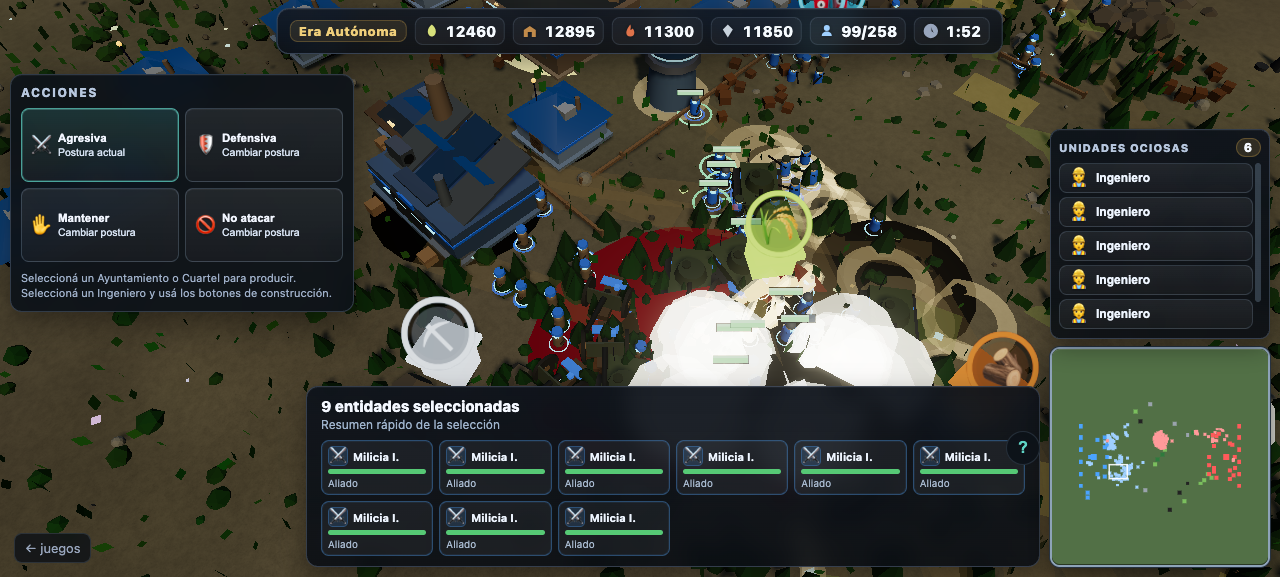 Era Autónoma
12460
12895
11300
11850
99/258
1:52
ACCIONES
Agresiva
Postura actual
Defensiva
Cambiar postura
Mantener
Cambiar postura
No atacar
Cambiar postura
Seleccioná un Ayuntamiento o Cuartel para producir.
Seleccioná un Ingeniero y usá los botones de construcción.
UNIDADES OCIOSAS
6
Ingeniero
Ingeniero
Ingeniero
Ingeniero
Ingeniero
9 entidades seleccionadas
Resumen rápido de la selección
Milicia I.
Aliado
Milicia I.
Aliado
Milicia I.
Aliado
Milicia I.
Aliado
Milicia I.
Aliado
Milicia I.
Aliado
Milicia I.
Aliado
Milicia I.
Aliado
Milicia I.
Aliado
?
← juegos